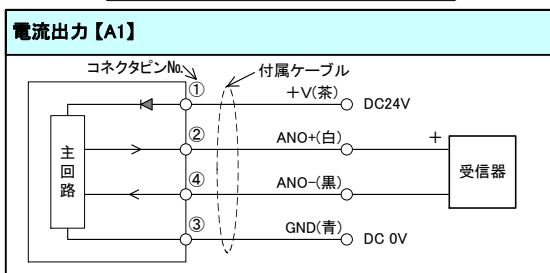 電流出力【A1】
コネクタピンNo.
付属ケーブル
① +V(茶) DC24V
② ANO+(白) +
主回路
受信器
④ ANO-(黒)
③ GND(青) DC 0V